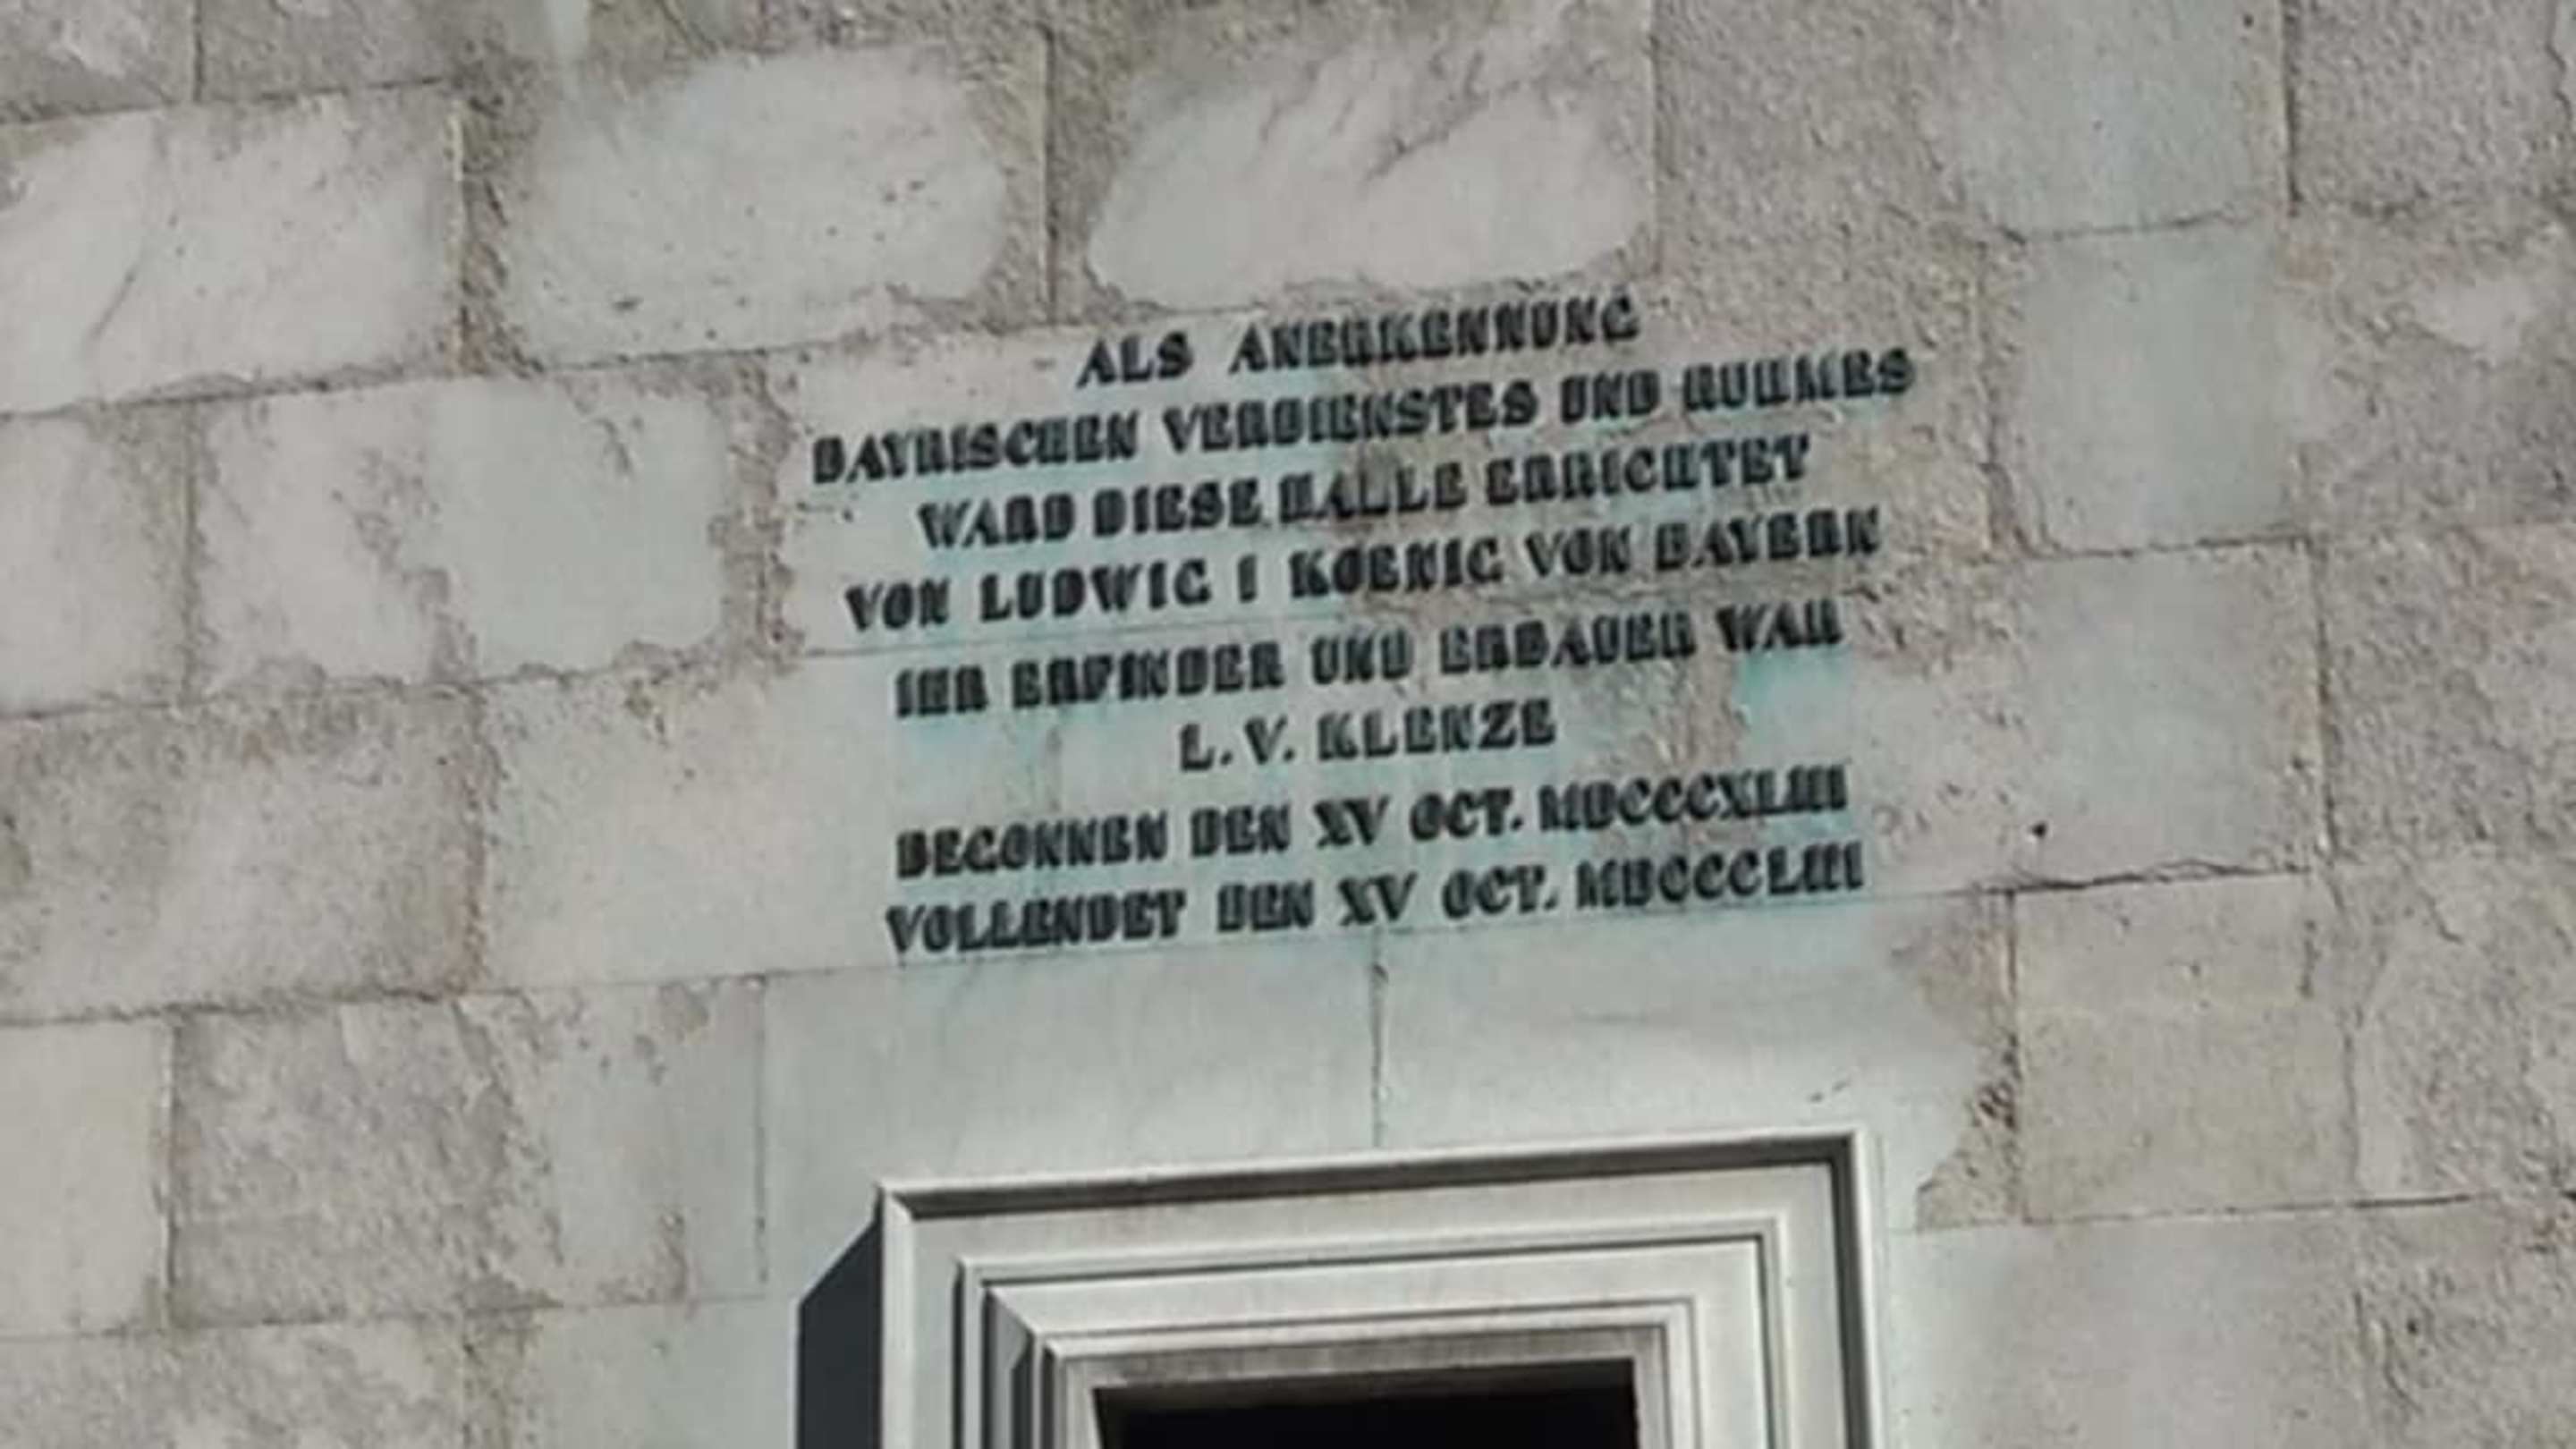 ALS ANERKENNUNG
BAYRISCHEN VERDIENSTES UND RUHMES
WARD DIESE HALLE ERRICHTET
VON LUDWIG I KOENIG VON BAYERN
IHR ERFINDER UND ERBAUER WAR
L. V. KLENZE
BEGONNEN DEN XV OCT. MDCCCXLIII
VOLLENDET DEN XV OCT. MDCCCLIII